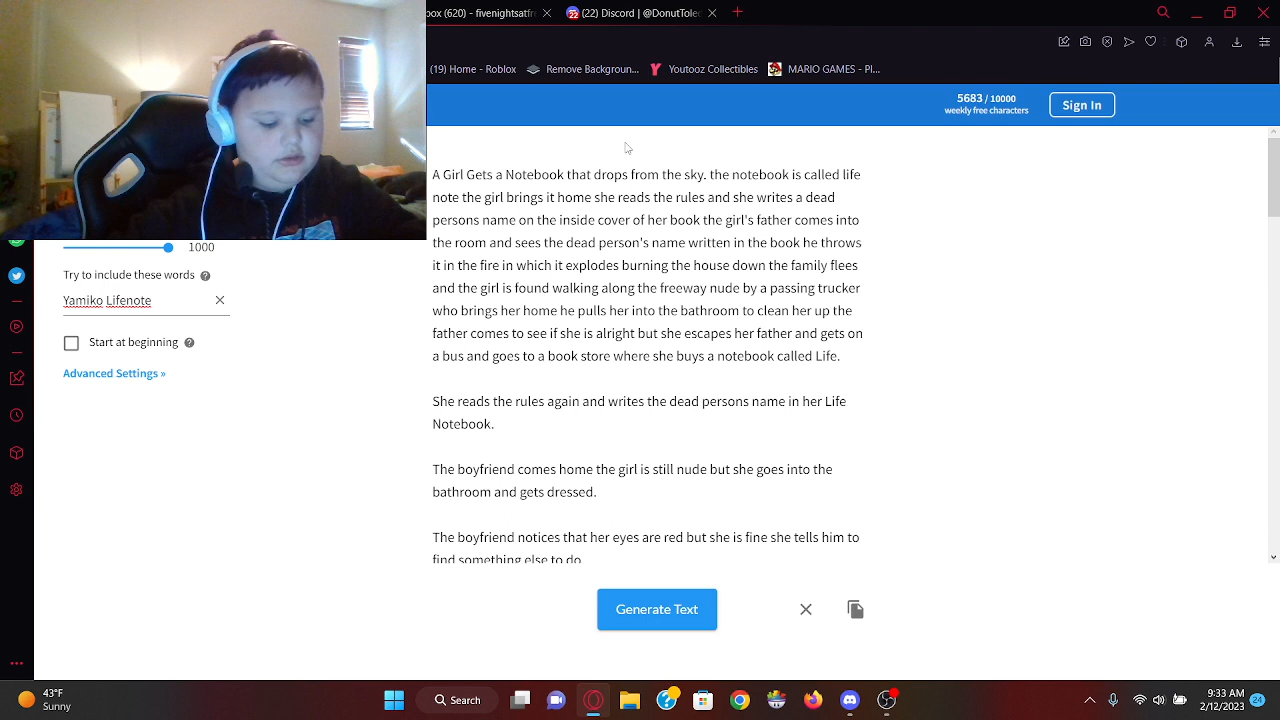 box (620) - fivenightsatfr
(22) Discord | @DonutTole
(19) Home - Roblox
Remove Backgroun...
Youtooz Collectibles
MARIO GAMES - Pl...
5683 / 10000
weekly free characters
Sign In
A Girl Gets a Notebook that drops from the sky. the notebook is called life
note the girl brings it home she reads the rules and she writes a dead
persons name on the inside cover of her book the girl's father comes into
the room and sees the dead person's name written in the book he throws
it in the fire in which it explodes burning the house down the family flees
and the girl is found walking along the freeway nude by a passing trucker
who brings her home he pulls her into the bathroom to clean her up the
father comes to see if she is alright but she escapes her father and gets on
a bus and goes to a book store where she buys a notebook called Life.
She reads the rules again and writes the dead persons name in her Life
Notebook.
The boyfriend comes home the girl is still nude but she goes into the
bathroom and gets dressed.
The boyfriend notices that her eyes are red but she is fine she tells him to
find something else to do
1000
Try to include these words
Yamiko Lifenote
Start at beginning
Advanced Settings »
Generate Text
43°F
Sunny
Search
9:33 AM
2/12/2023
24